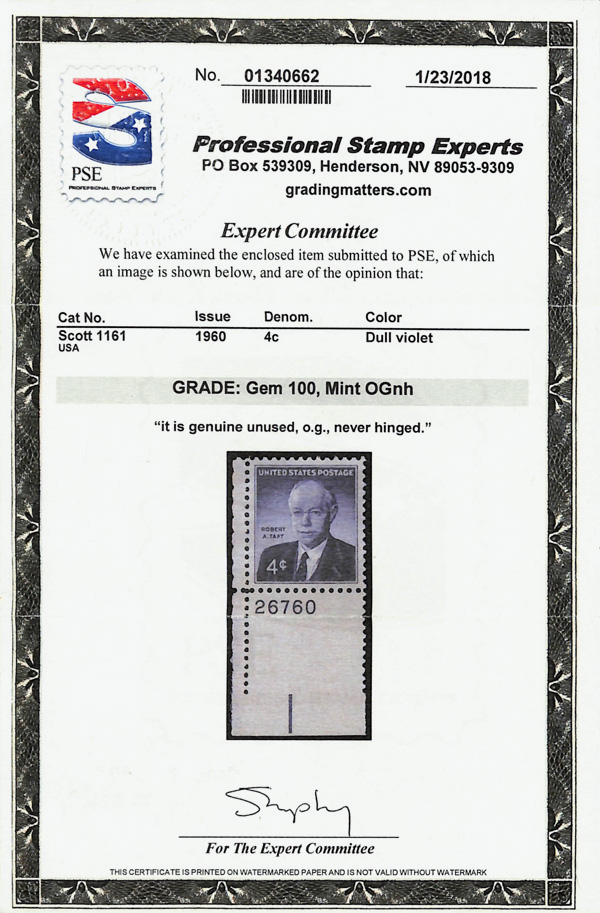 No. 01340662 1/23/2018
PSE
PROFESSIONAL STAMP EXPERTS
Professional Stamp Experts
PO Box 539309, Henderson, NV 89053-9309
gradingmatters.com
Expert Committee
We have examined the enclosed item submitted to PSE, of which
an image is shown below, and are of the opinion that:
Cat No. Issue Denom. Color
Scott 1161 1960 4c Dull violet
USA
GRADE: Gem 100, Mint OGnh
“it is genuine unused, o.g., never hinged.”
UNITED STATES POSTAGE
ROBERT
A. TAFT
4¢
26760
For The Expert Committee
THIS CERTIFICATE IS PRINTED ON WATERMARKED PAPER AND IS NOT VALID WITHOUT WATERMARK